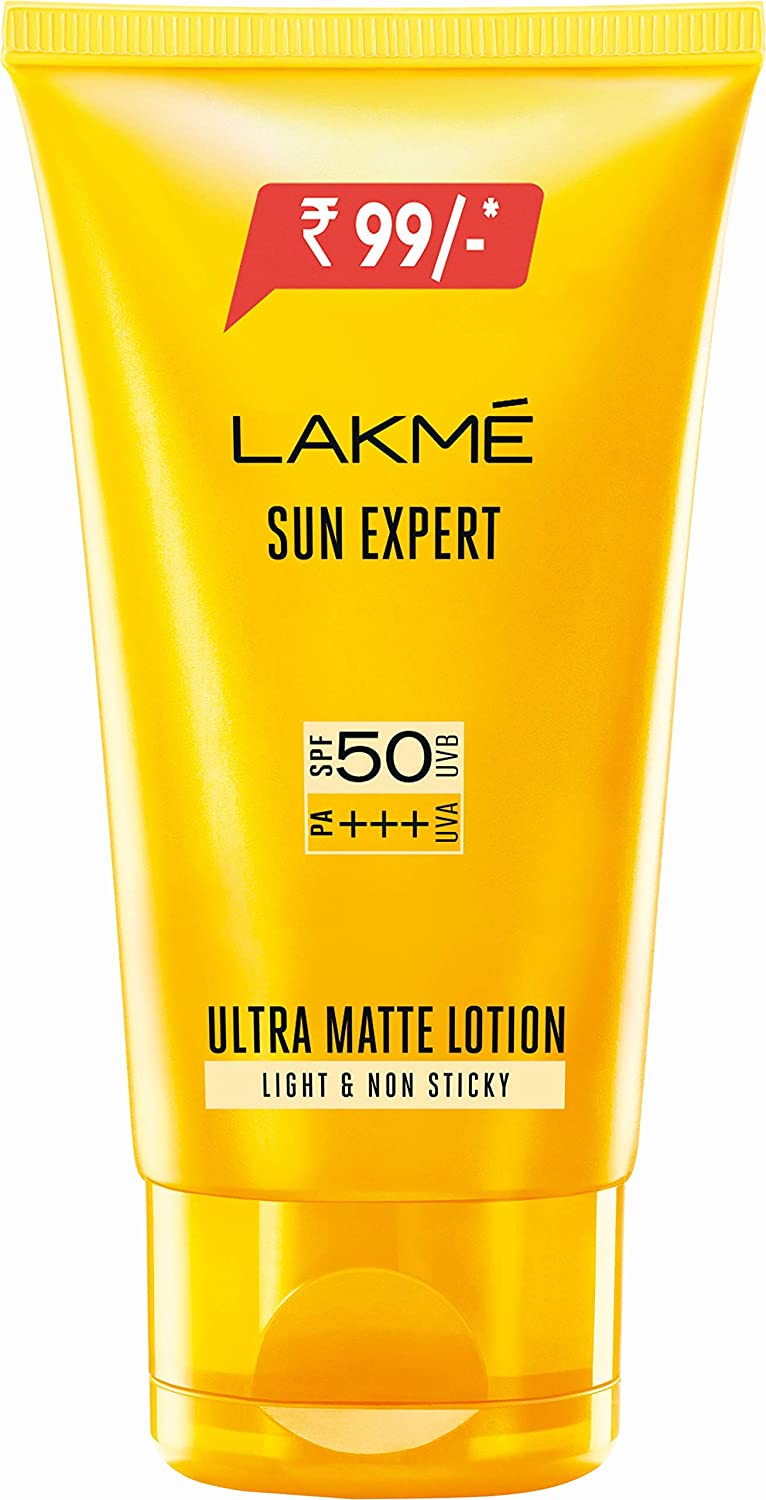 ₹ 99/-*
LAKMÉ
SUN EXPERT
SPF 50 UVB
PA +++ UVA
ULTRA MATTE LOTION
LIGHT & NON STICKY